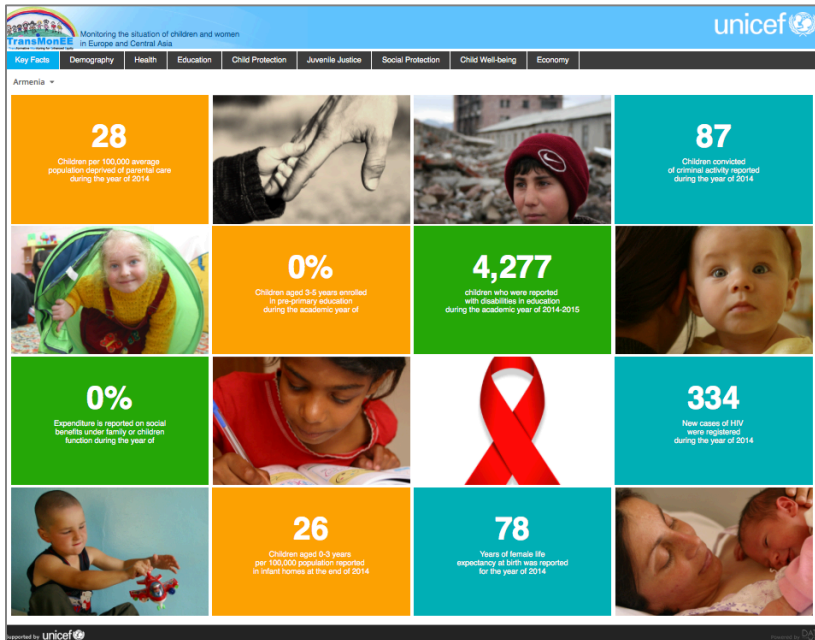 TransMonEE
Monitoring the situation of children and women
in Europe and Central Asia
unicef
Key Facts Demography Health Education Child Protection Juvenile Justice Social Protection Child Well-being Economy
Armenia
28
Children per 100,000 average
population deprived of parental care
during the year of 2014
87
Children convicted
of criminal activity reported
during the year of 2014
0%
Children aged 3-5 years enrolled
in pre-primary education
during the academic year of
4,277
children who were reported
with disabilities in education
during the academic year of 2014-2015
0%
Expenditure is reported on social
benefits under family or children
function during the year of
334
New cases of HIV
were registered
during the year of 2014
26
Children aged 0-3 years
per 100,000 population reported
in infant homes at the end of 2014
78
Years of female life
expectancy at birth was reported
for the year of 2014
supported by unicef
Powered by